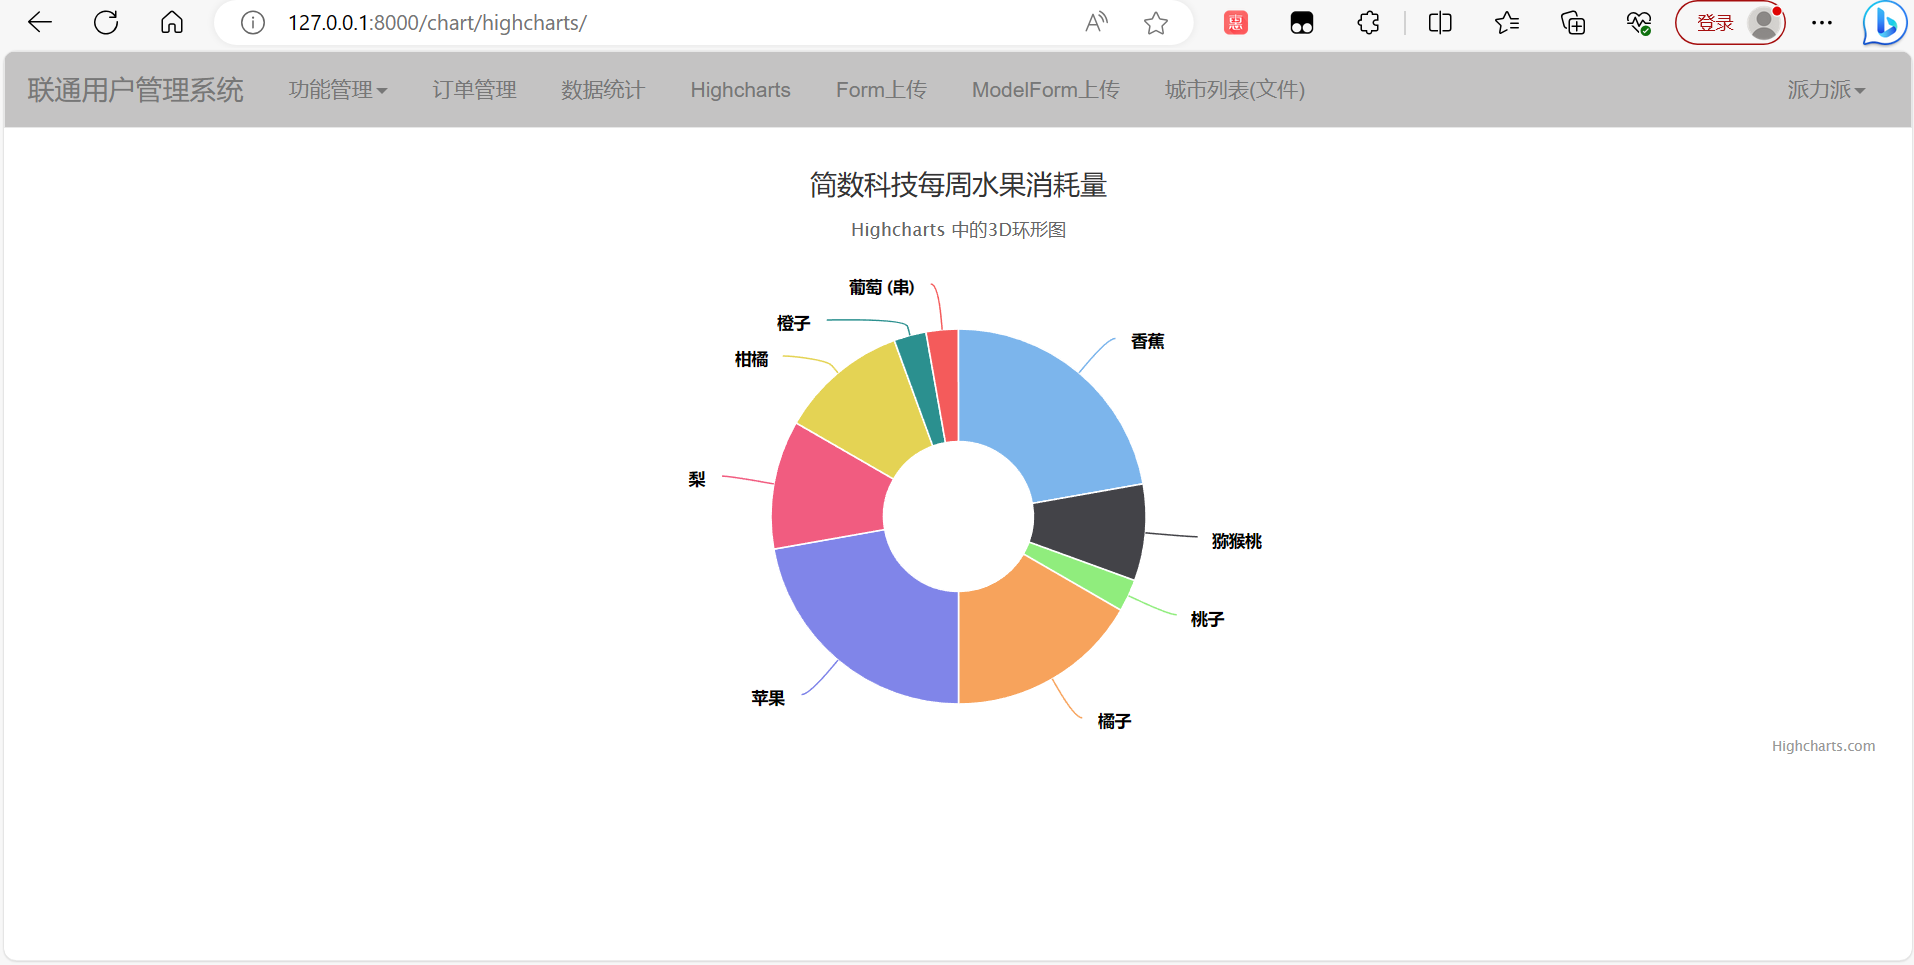 127.0.0.1:8000/chart/highcharts/
登录
联通用户管理系统 功能管理 订单管理 数据统计 Highcharts Form上传 ModelForm上传 城市列表(文件) 派力派
简数科技每周水果消耗量
Highcharts 中的3D环形图
葡萄 (串)
橙子
香蕉
柑橘
梨
猕猴桃
桃子
苹果
橘子
Highcharts.com